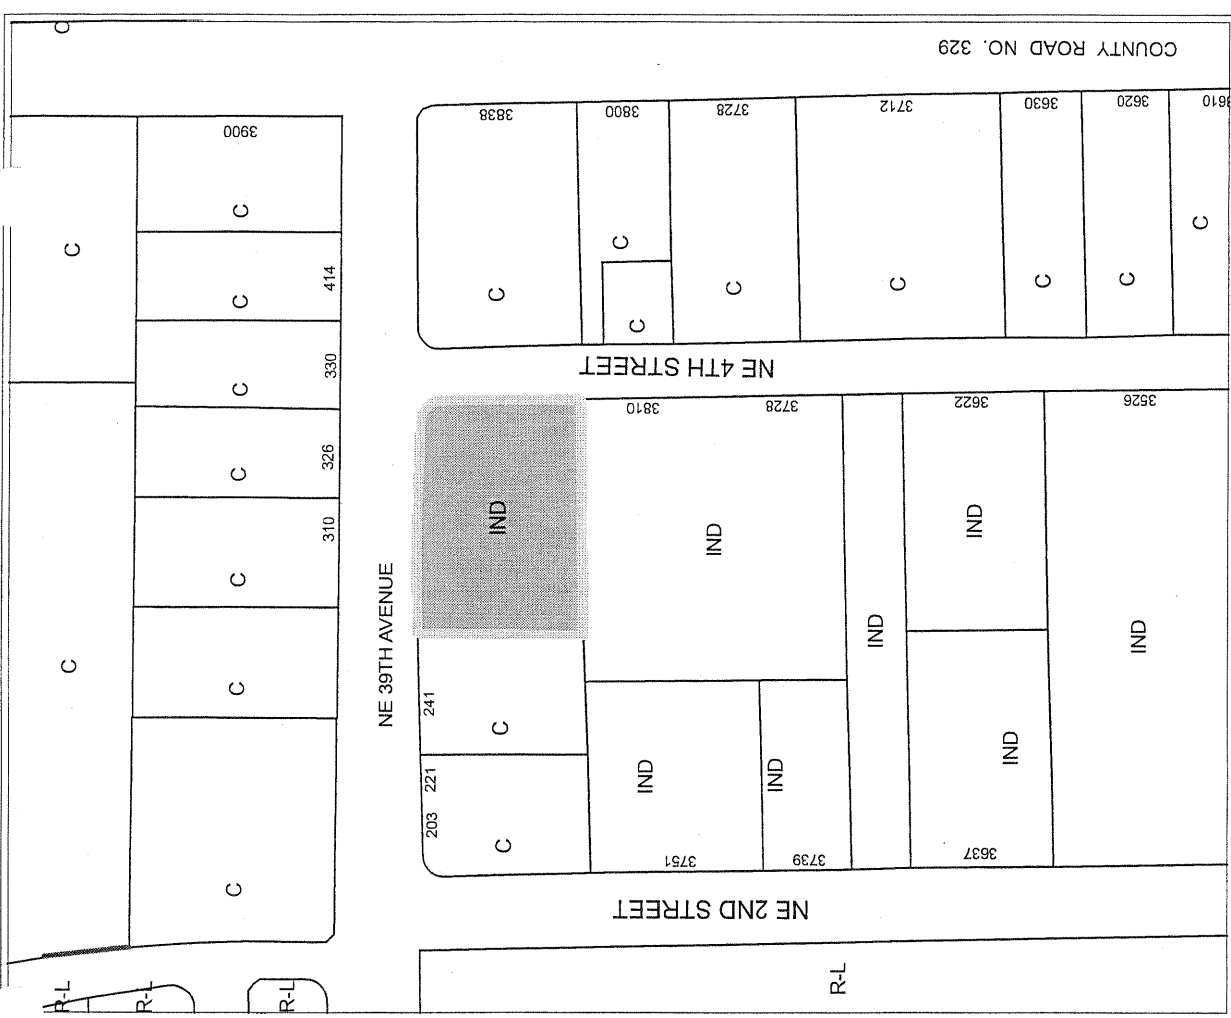 C
COUNTY ROAD NO. 329
3900
C
C
414
C
330
C
326
C
310
C
C
C
C
3838
C
3800
C
C
3728
C
3712
C
3630
C
3620
C
3610
C
NE 4TH STREET
NE 39TH AVENUE
IND
3810
3728
IND
IND
3622
IND
3526
IND
241
C
221
203
C
IND
3751
IND
3739
IND
3637
NE 2ND STREET
R-L
R-L
R-L
R-L